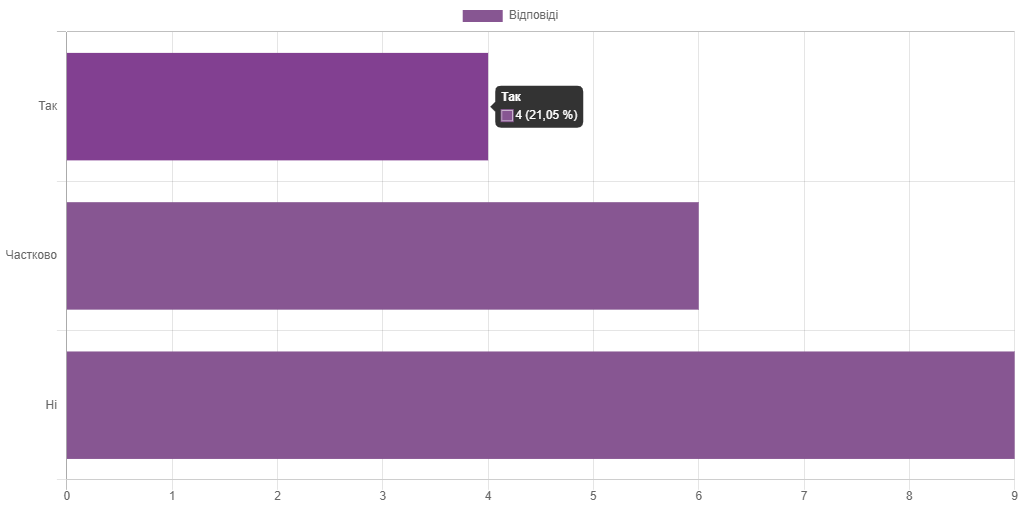 Відповіді
Так
Так
4 (21,05 %)
Частково
Ні
0 1 2 3 4 5 6 7 8 9